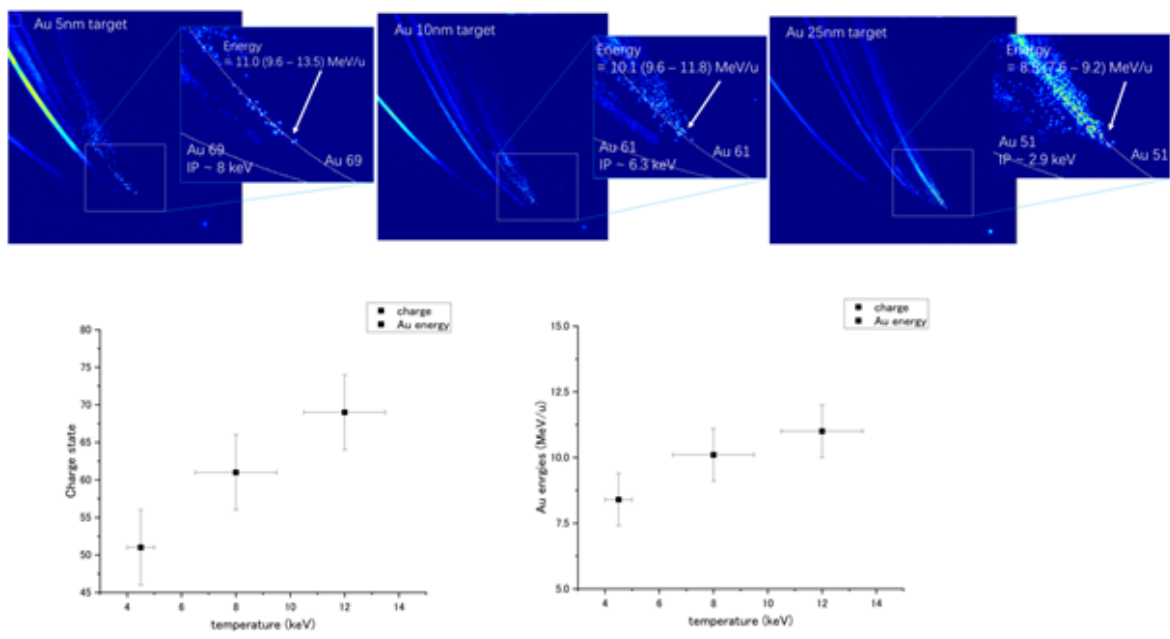 Au 5nm target
Energy
= 11.0 (9.6 – 13.5) MeV/u
Au 69
IP ~ 8 keV
Au 69
Au 10nm target
Energy
= 10.1 (9.6 – 11.8) MeV/u
Au 61
IP ~ 6.3 keV
Au 61
Au 25nm target
Energy
= 8.5 (7.6 – 9.2) MeV/u
Au 51
IP ~ 2.9 keV
Au 51
charge
Au energy
80
75
70
65
60
55
50
45
Charge state
4 6 8 10 12 14
temperature (keV)
charge
Au energy
15.0
12.5
10.0
7.5
5.0
Au enrgies (MeV/u)
4 6 8 10 12 14
temperature (keV)